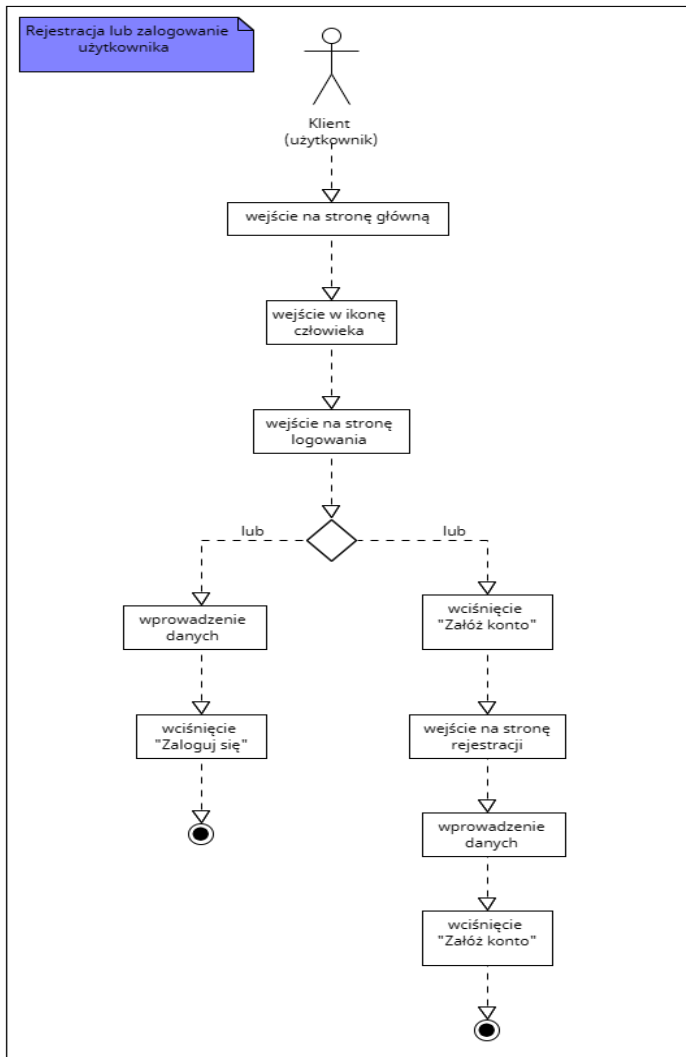 Rejestracja lub zalogowanie
użytkownika
Klient
(użytkownik)
wejście na stronę główną
wejście w ikonę
człowieka
wejście na stronę
logowania
lub
lub
wprowadzenie
danych
wciśnięcie
"Zaloguj się"
wciśnięcie
"Załóż konto"
wejście na stronę
rejestracji
wprowadzenie
danych
wciśnięcie
"Załóż konto"